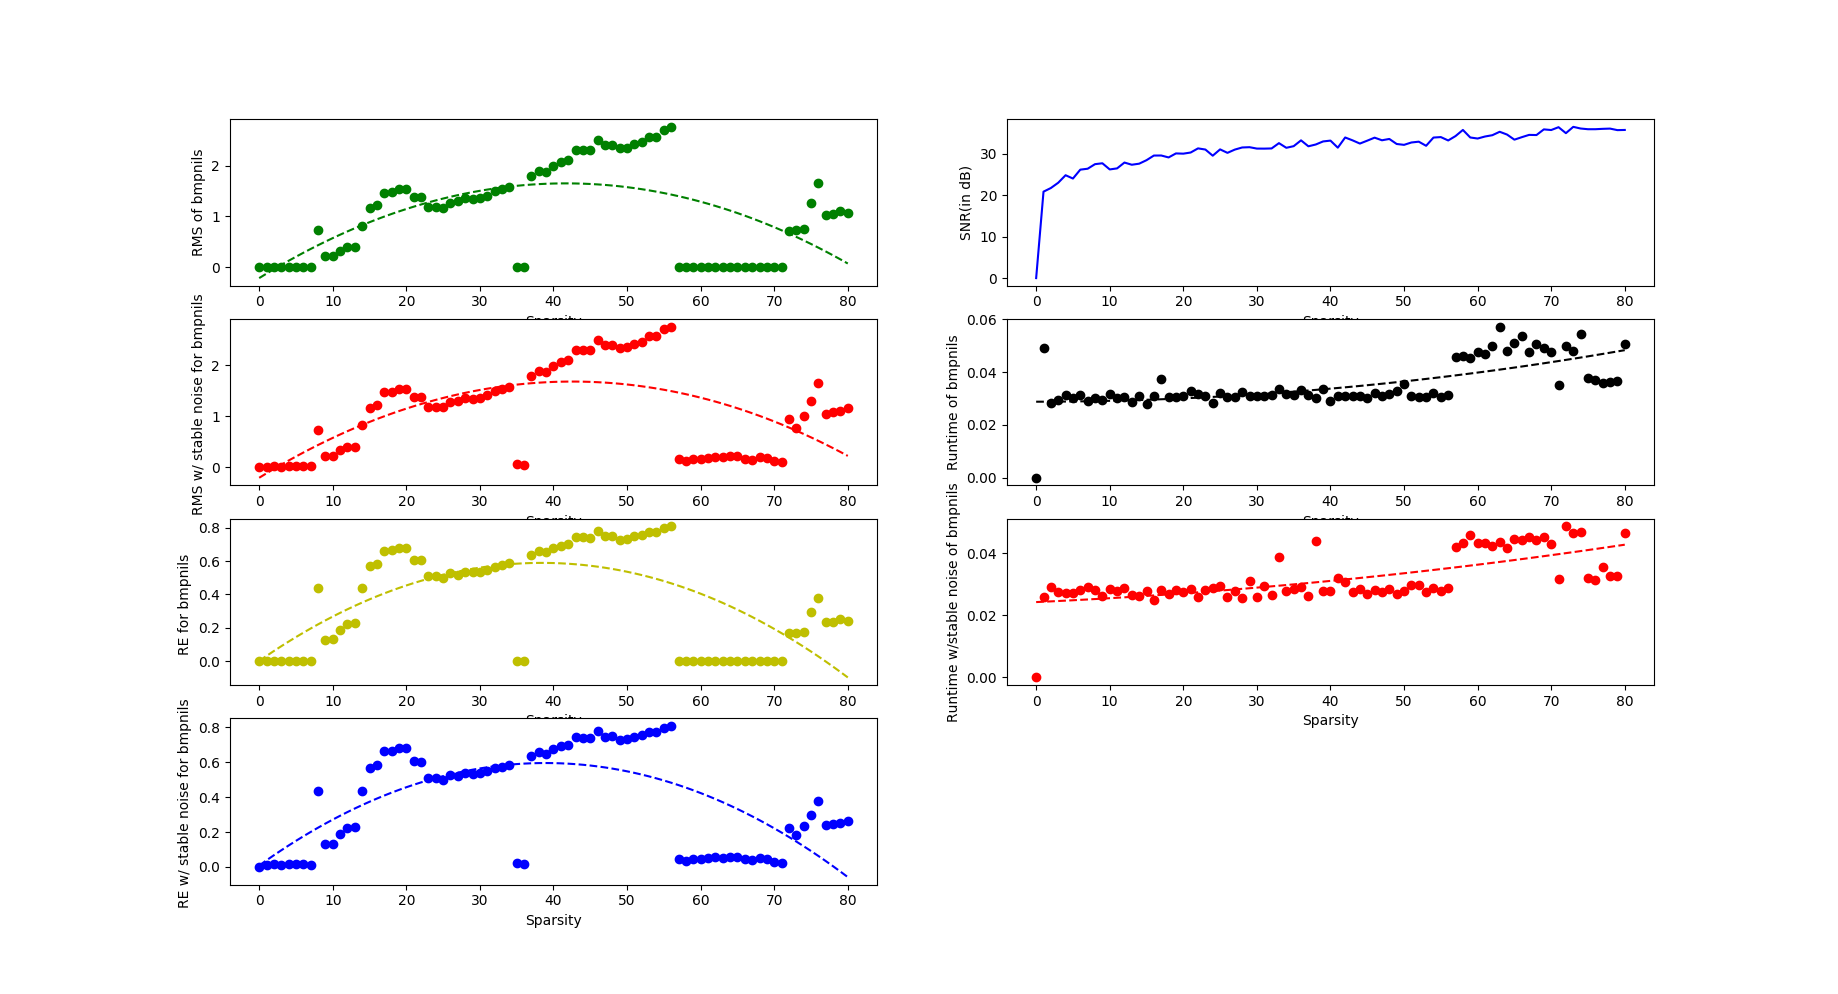 RMS of bmpnils
2
1
0
0 10 20 30 40 50 60 70 80
Sparsity
RMS w/ stable noise for bmpnils
2
1
0
0 10 20 30 40 50 60 70 80
Sparsity
RE for bmpnils
0.8
0.6
0.4
0.2
0.0
0 10 20 30 40 50 60 70 80
Sparsity
RE w/ stable noise for bmpnils
0.8
0.6
0.4
0.2
0.0
0 10 20 30 40 50 60 70 80
Sparsity
SNR(in dB)
30
20
10
0
0 10 20 30 40 50 60 70 80
Sparsity
Runtime of bmpnils
0.06
0.04
0.02
0.00
0 10 20 30 40 50 60 70 80
Sparsity
Runtime w/stable noise of bmpnils
0.04
0.02
0.00
0 10 20 30 40 50 60 70 80
Sparsity